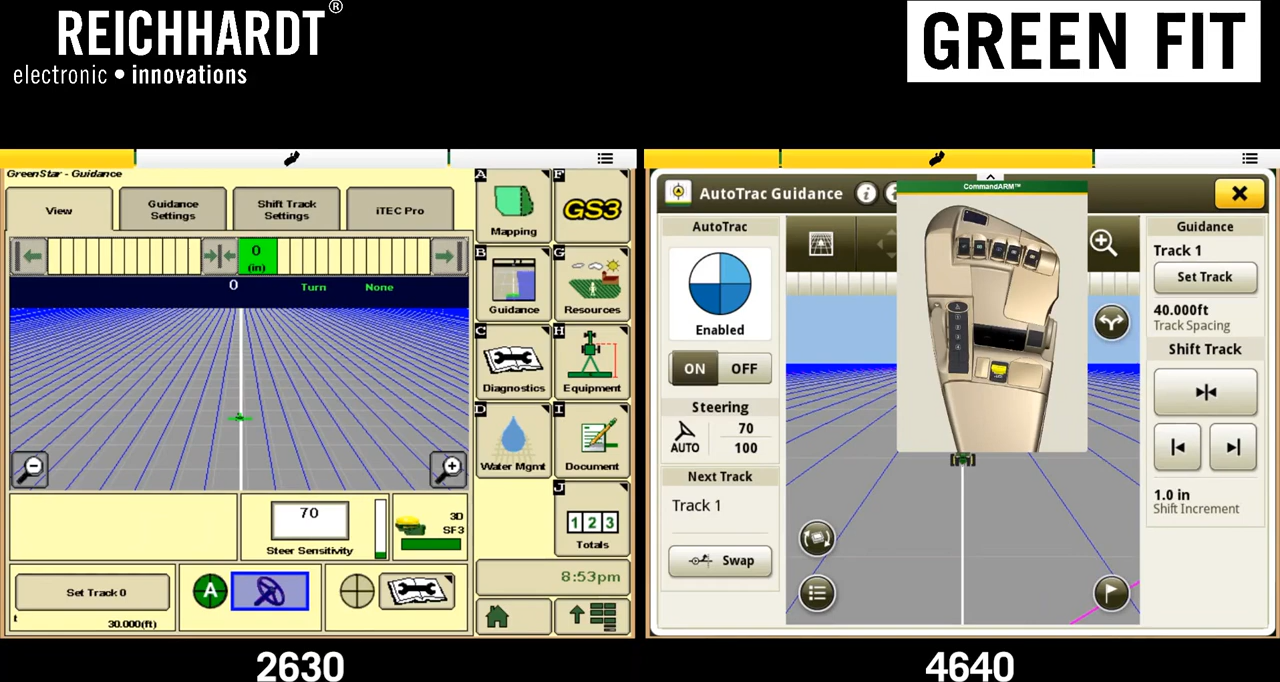 REICHHARDT®
electronic • innovations
GREEN FIT
GreenStar - Guidance
View
Guidance
Settings
Shift Track
Settings
iTEC Pro
0
(in)
0
Turn
None
70
Steer Sensitivity
3D
SF3
Set Track 0
t
30.000(ft)
A
A
Mapping
F
GS3
B
Guidance
G
Resources
C
Diagnostics
H
Equipment
D
Water Mgmt
I
Document
J
1 2 3
Totals
8:53pm
2630
AutoTrac Guidance
CommandARM™
AutoTrac
Enabled
ON
OFF
Steering
AUTO
70
100
Next Track
Track 1
Swap
Guidance
Track 1
Set Track
40.000ft
Track Spacing
Shift Track
1.0 in
Shift Increment
4640